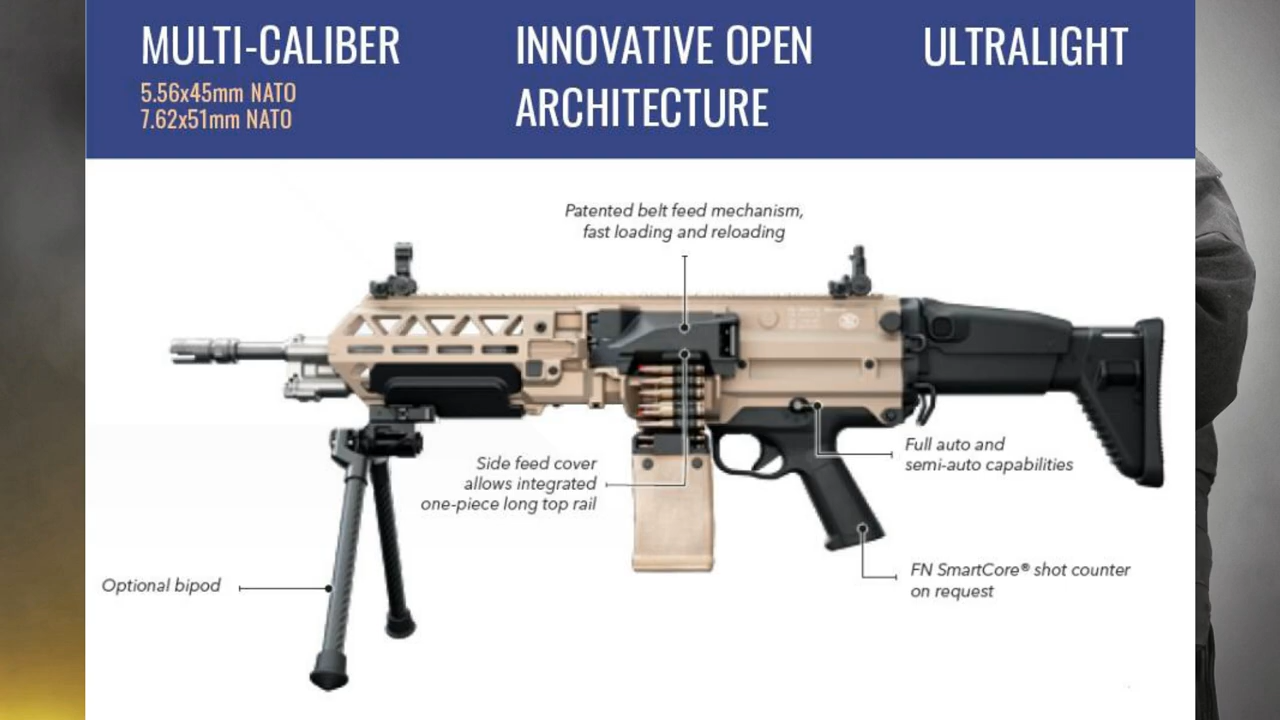 MULTI-CALIBER
5.56x45mm NATO
7.62x51mm NATO
INNOVATIVE OPEN
ARCHITECTURE
ULTRALIGHT
Patented belt feed mechanism,
fast loading and reloading
Side feed cover
allows integrated
one-piece long top rail
Full auto and
semi-auto capabilities
Optional bipod
FN SmartCore® shot counter
on request